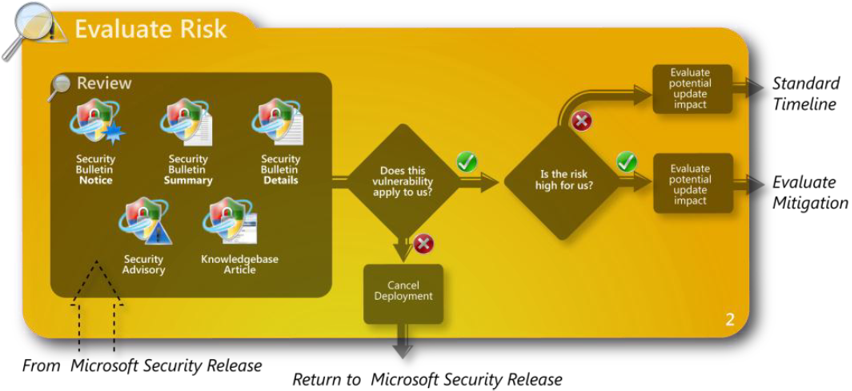 Evaluate Risk
Review
Security
Bulletin
Notice
Security
Bulletin
Summary
Security
Bulletin
Details
Security
Advisory
Knowledgebase
Article
Does this
vulnerability
apply to us?
Is the risk
high for us?
Evaluate
potential
update
impact
Standard
Timeline
Evaluate
potential
update
impact
Evaluate
Mitigation
Cancel
Deployment
2
From Microsoft Security Release
Return to Microsoft Security Release